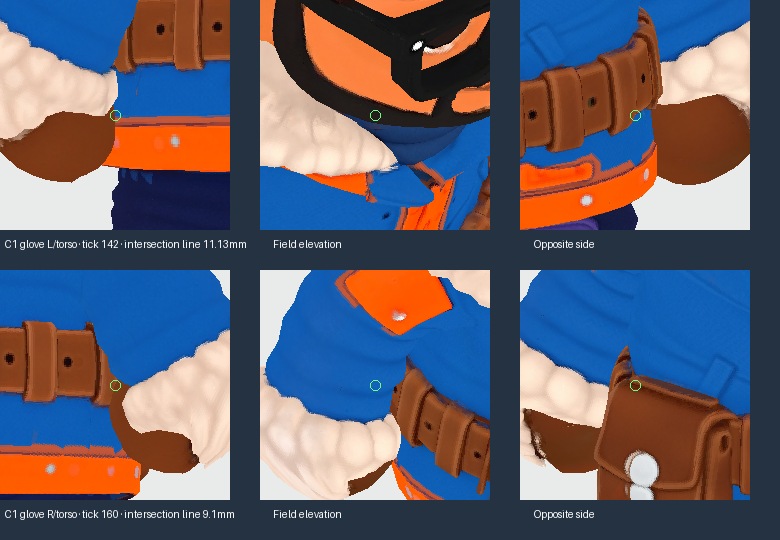 C1 glove L/torso · tick 142 · intersection line 11.13mm
Field elevation
Opposite side
C1 glove R/torso · tick 160 · intersection line 9.1mm
Field elevation
Opposite side